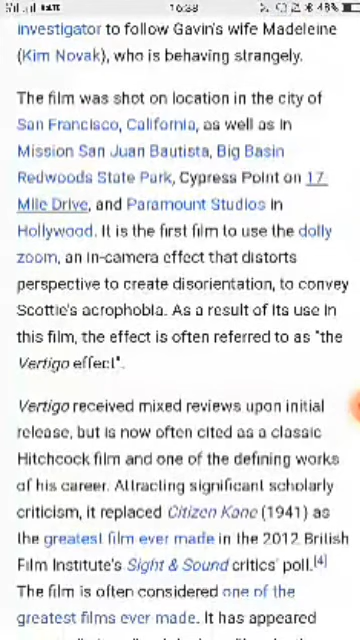 16:38
48%
investigator to follow Gavin's wife Madeleine
(Kim Novak), who is behaving strangely.
The film was shot on location in the city of
San Francisco, California, as well as in
Mission San Juan Bautista, Big Basin
Redwoods State Park, Cypress Point on 17-
Mile Drive, and Paramount Studios in
Hollywood. It is the first film to use the dolly
zoom, an in-camera effect that distorts
perspective to create disorientation, to convey
Scottie's acrophobia. As a result of its use in
this film, the effect is often referred to as "the
Vertigo effect".
Vertigo received mixed reviews upon initial
release, but is now often cited as a classic
Hitchcock film and one of the defining works
of his career. Attracting significant scholarly
criticism, it replaced Citizen Kane (1941) as
the greatest film ever made in the 2012 British
Film Institute's Sight & Sound critics' poll.[4]
The film is often considered one of the
greatest films ever made. It has appeared